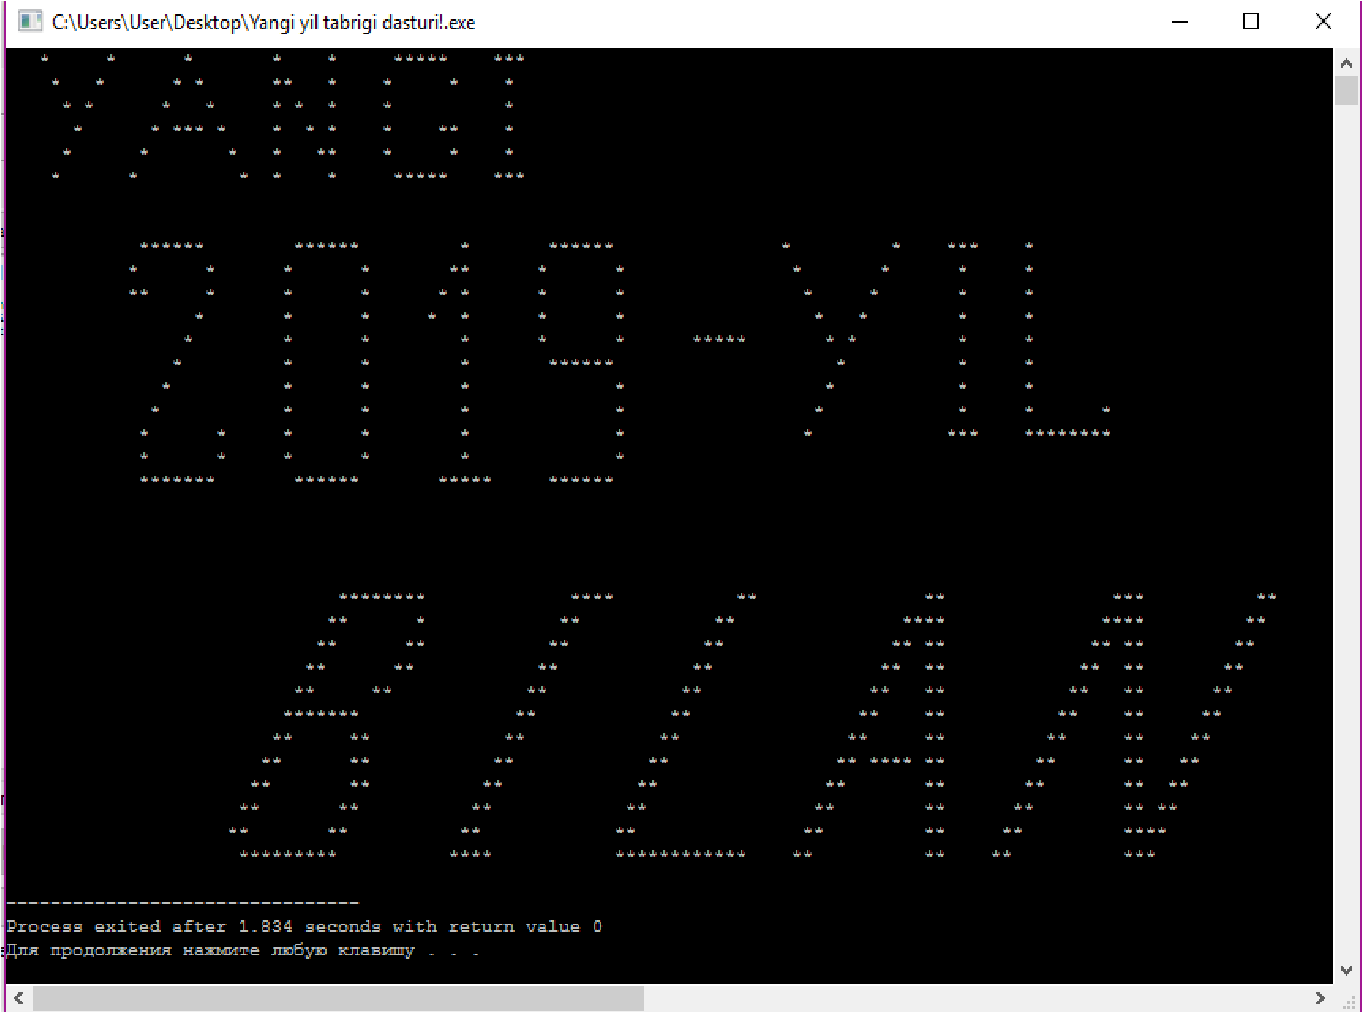 C:\Users\User\Desktop\Yangi yil tabrigi dasturi!.exe
YANGI
2019-YIL
BILAN
--------------------------------
Process exited after 1.834 seconds with return value 0
Для продолжения нажмите любую клавишу . . .